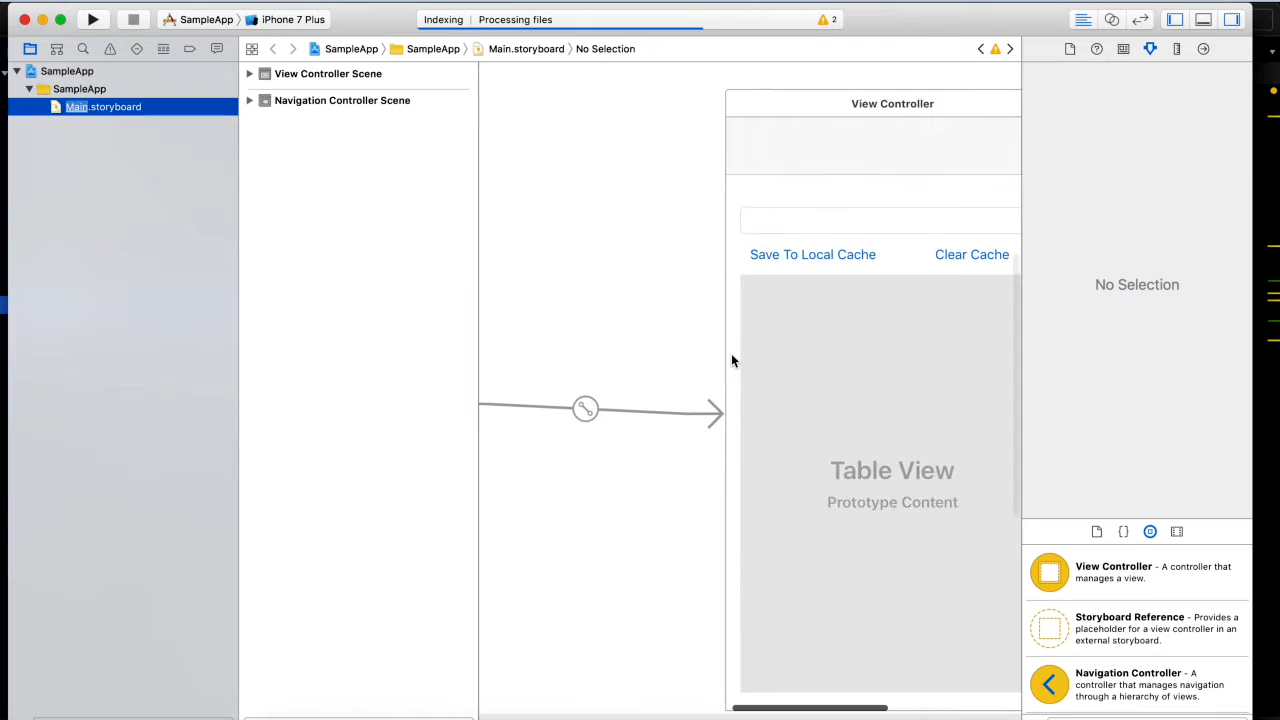 SampleApp
iPhone 7 Plus
Indexing
Processing files
2
SampleApp
SampleApp
Main.storyboard
No Selection
SampleApp
SampleApp
Main.storyboard
View Controller Scene
Navigation Controller Scene
View Controller
Save To Local Cache
Clear Cache
Table View
Prototype Content
No Selection
View Controller - A controller that
manages a view.
Storyboard Reference - Provides a
placeholder for a view controller in an
external storyboard.
Navigation Controller - A
controller that manages navigation
through a hierarchy of views.